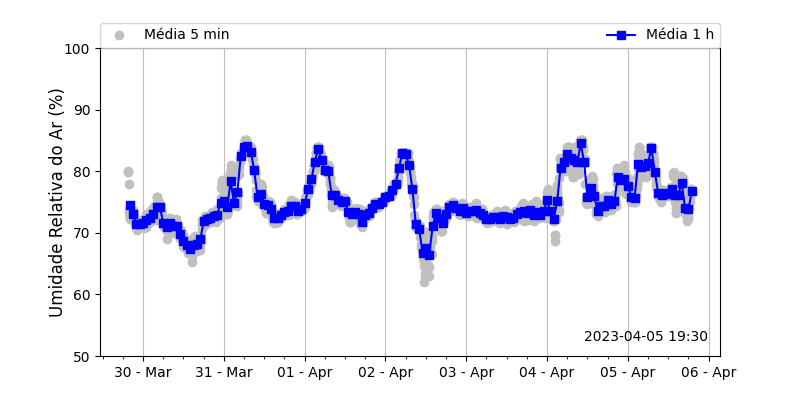 Média 5 min
Média 1 h
Umidade Relativa do Ar (%)
100
90
80
70
60
50
2023-04-05 19:30
30 - Mar
31 - Mar
01 - Apr
02 - Apr
03 - Apr
04 - Apr
05 - Apr
06 - Apr